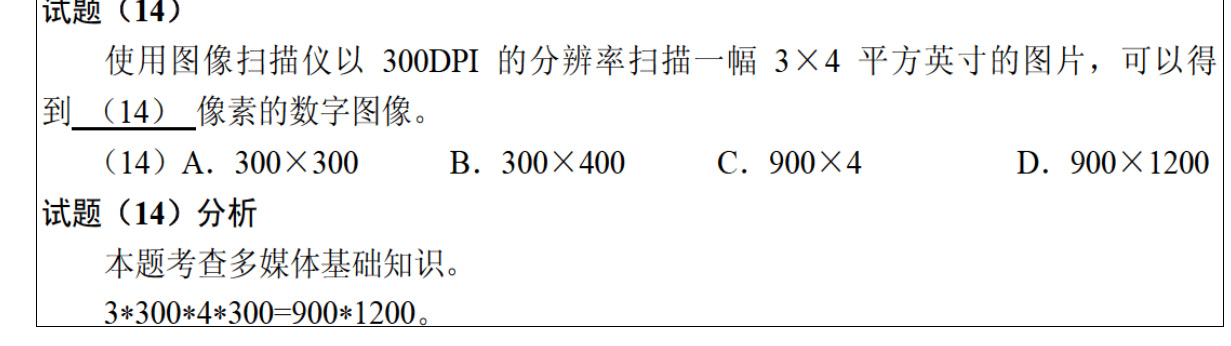 试题（14）
使用图像扫描仪以 300DPI 的分辨率扫描一幅 3×4 平方英寸的图片，可以得
到 （14） 像素的数字图像。
（14）A．300×300 B．300×400 C．900×4 D．900×1200
试题（14）分析
本题考查多媒体基础知识。
3*300*4*300=900*1200。